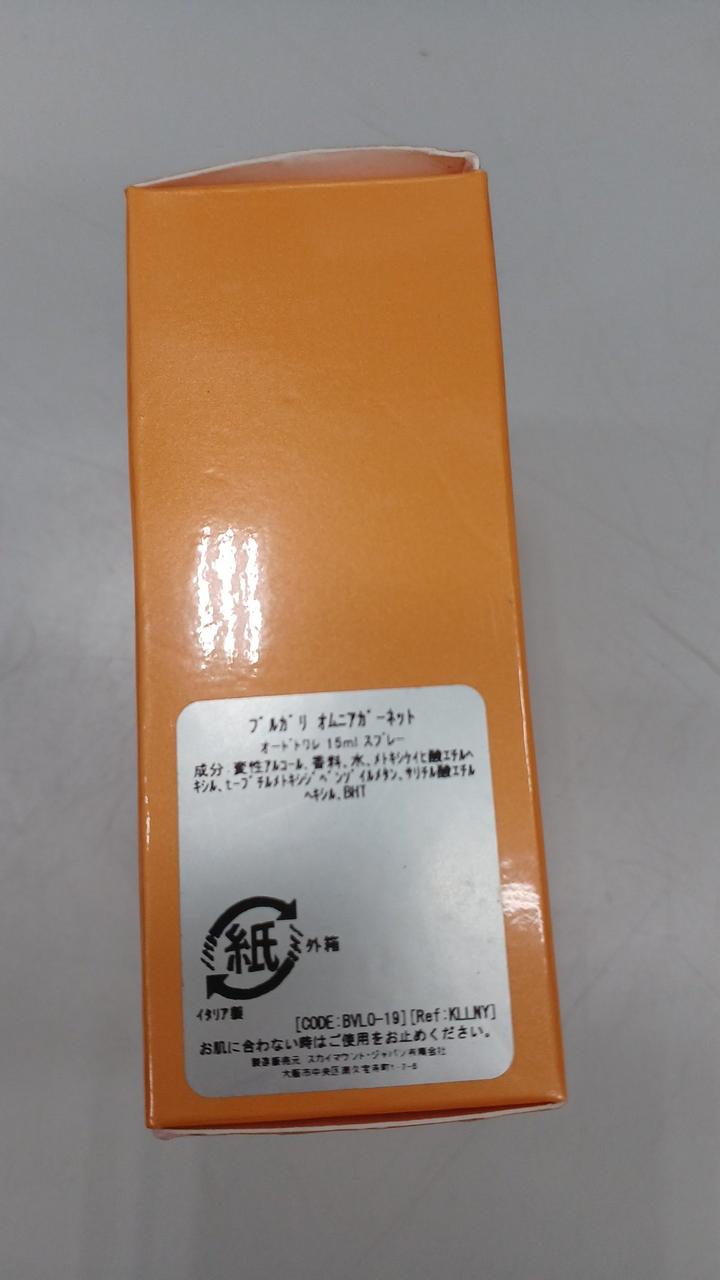 ブルガリ オムニアガーネット
オードトワレ 15ml スプレー
成分：変性アルコール、香料、水、メトキシケイヒ酸エチルヘ
キシル、t-ブチルメトキシジベンゾイルメタン、サリチル酸エチル
ヘキシル、BHT
紙 外箱
イタリア製
[CODE:BVLO-19][Ref:KLLNY]
お肌に合わない時はご使用をお止めください。
製造販売元 スカイマウント・ジャパン有限会社
大阪市中央区南久宝寺町1-7-6